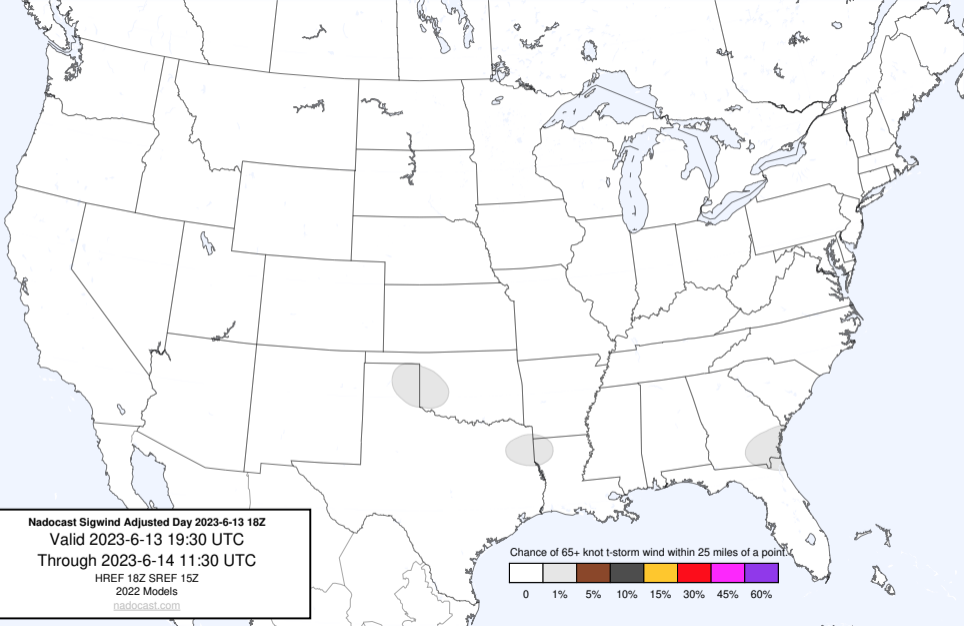 Nadocast Sigwind Adjusted Day 2023-6-13 18Z
Valid 2023-6-13 19:30 UTC
Through 2023-6-14 11:30 UTC
HREF 18Z SREF 15Z
2022 Models
nadocast.com
Chance of 65+ knot t-storm wind within 25 miles of a point.
0 1% 5% 10% 15% 30% 45% 60%